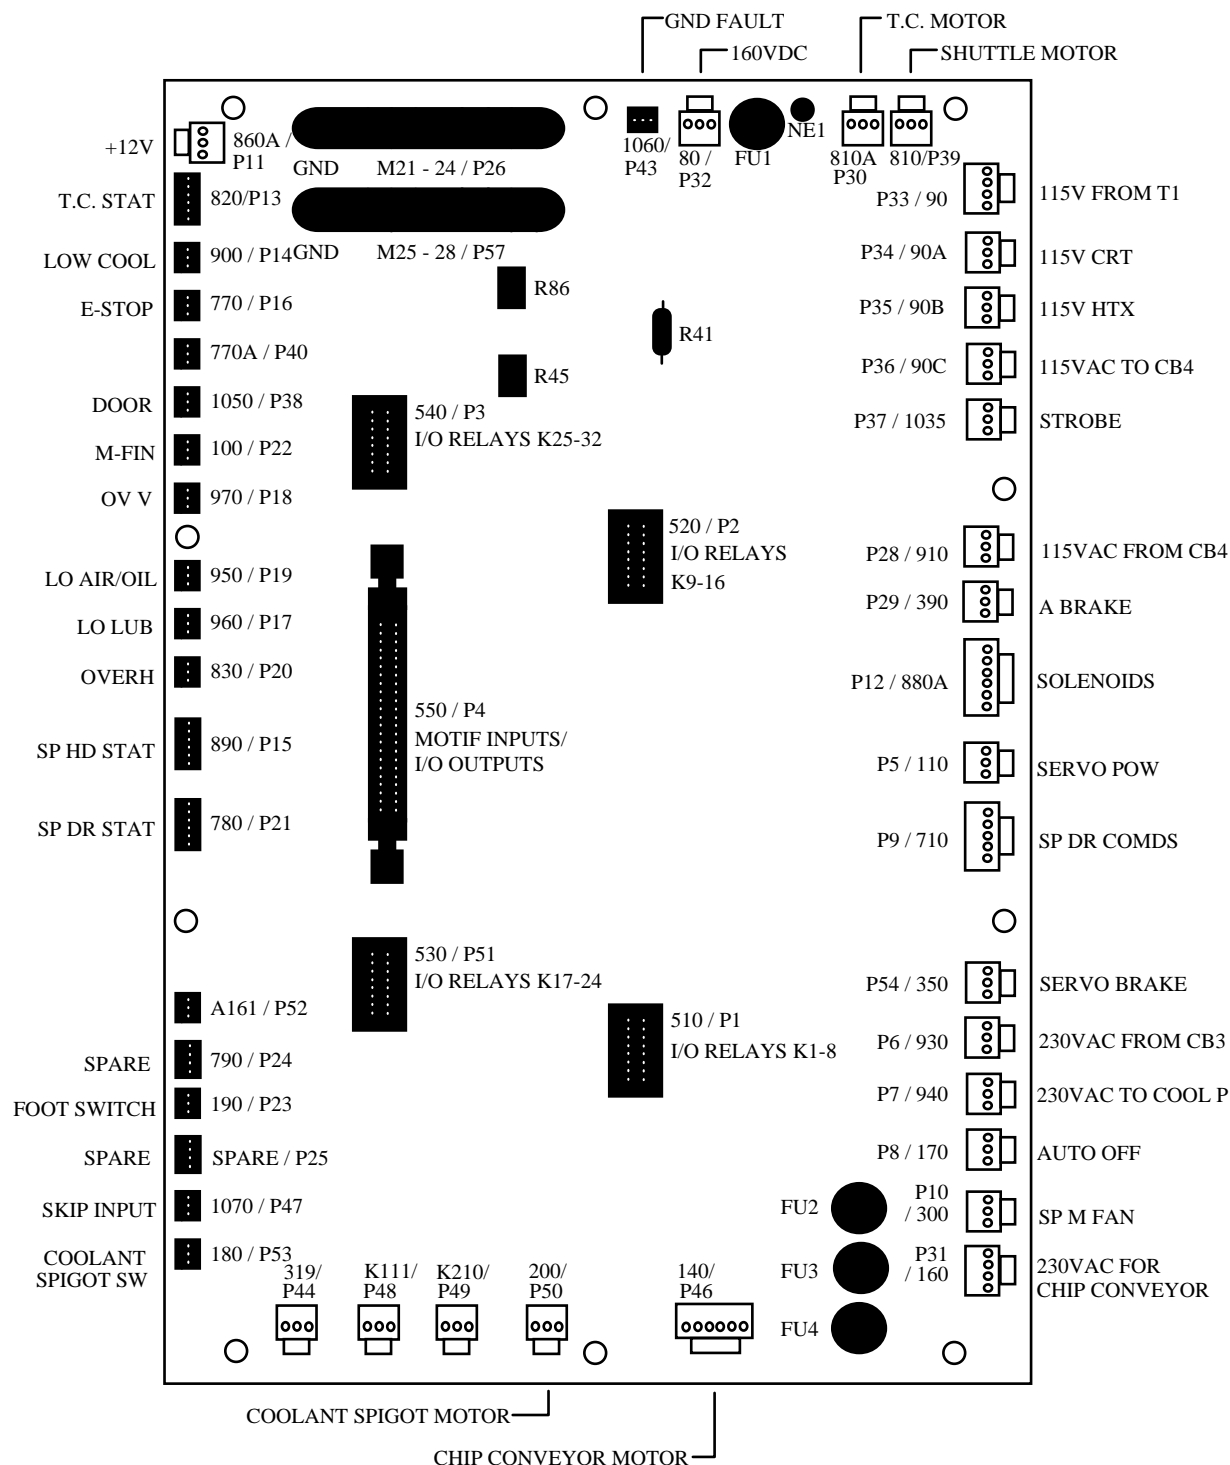 GND FAULT
T.C. MOTOR
160VDC
SHUTTLE MOTOR
+12V
860A /
P11
GND
M21 - 24 / P26
1060/
P43
80 /
P32
FU1
NE1
810A
P30
810/P39
T.C. STAT
820/P13
P33 / 90
115V FROM T1
LOW COOL
900 / P14
GND
M25 - 28 / P57
P34 / 90A
115V CRT
E-STOP
770 / P16
R86
R41
P35 / 90B
115V HTX
770A / P40
R45
P36 / 90C
115VAC TO CB4
DOOR
1050 / P38
540 / P3
I/O RELAYS K25-32
P37 / 1035
STROBE
M-FIN
100 / P22
OV V
970 / P18
520 / P2
I/O RELAYS
K9-16
P28 / 910
115VAC FROM CB4
LO AIR/OIL
950 / P19
P29 / 390
A BRAKE
LO LUB
960 / P17
OVERH
830 / P20
P12 / 880A
SOLENOIDS
SP HD STAT
890 / P15
550 / P4
MOTIF INPUTS/
I/O OUTPUTS
P5 / 110
SERVO POW
SP DR STAT
780 / P21
P9 / 710
SP DR COMDS
530 / P51
I/O RELAYS K17-24
P54 / 350
SERVO BRAKE
A161 / P52
510 / P1
I/O RELAYS K1-8
P6 / 930
230VAC FROM CB3
SPARE
790 / P24
FOOT SWITCH
190 / P23
P7 / 940
230VAC TO COOL P
SPARE
SPARE / P25
P8 / 170
AUTO OFF
SKIP INPUT
1070 / P47
FU2
P10
/ 300
SP M FAN
COOLANT
SPIGOT SW
180 / P53
319/
P44
K111/
P48
K210/
P49
200/
P50
140/
P46
FU3
P31
/ 160
230VAC FOR
CHIP CONVEYOR
FU4
COOLANT SPIGOT MOTOR
CHIP CONVEYOR MOTOR